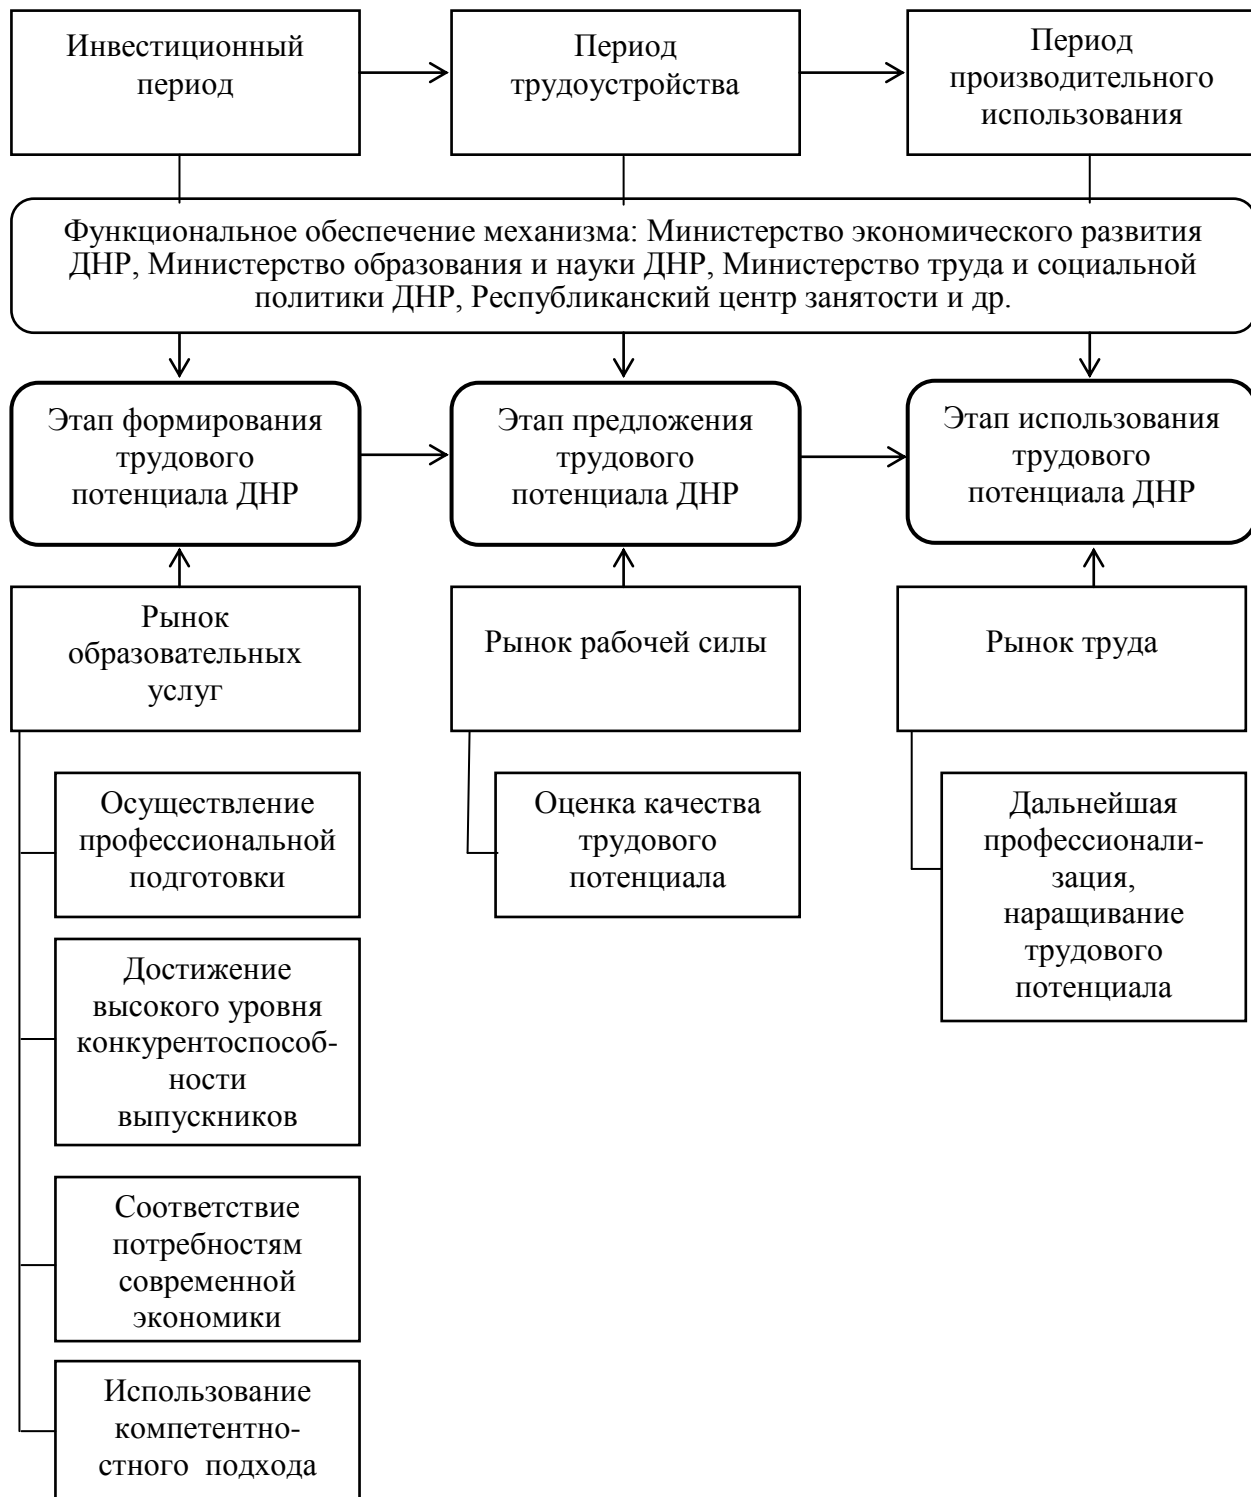 Инвестиционный
период
Период
трудоустройства
Период
производительного
использования
Функциональное обеспечение механизма: Министерство экономического развития
ДНР, Министерство образования и науки ДНР, Министерство труда и социальной
политики ДНР, Республиканский центр занятости и др.
Этап формирования
трудового
потенциала ДНР
Этап предложения
трудового
потенциала ДНР
Этап использования
трудового
потенциала ДНР
Рынок
образовательных
услуг
Рынок рабочей силы
Рынок труда
Осуществление
профессиональной
подготовки
Достижение
высокого уровня
конкурентоспособ-
ности
выпускников
Соответствие
потребностям
современной
экономики
Использование
компетентно-
стного подхода
Оценка качества
трудового
потенциала
Дальнейшая
профессионали-
зация,
наращивание
трудового
потенциала